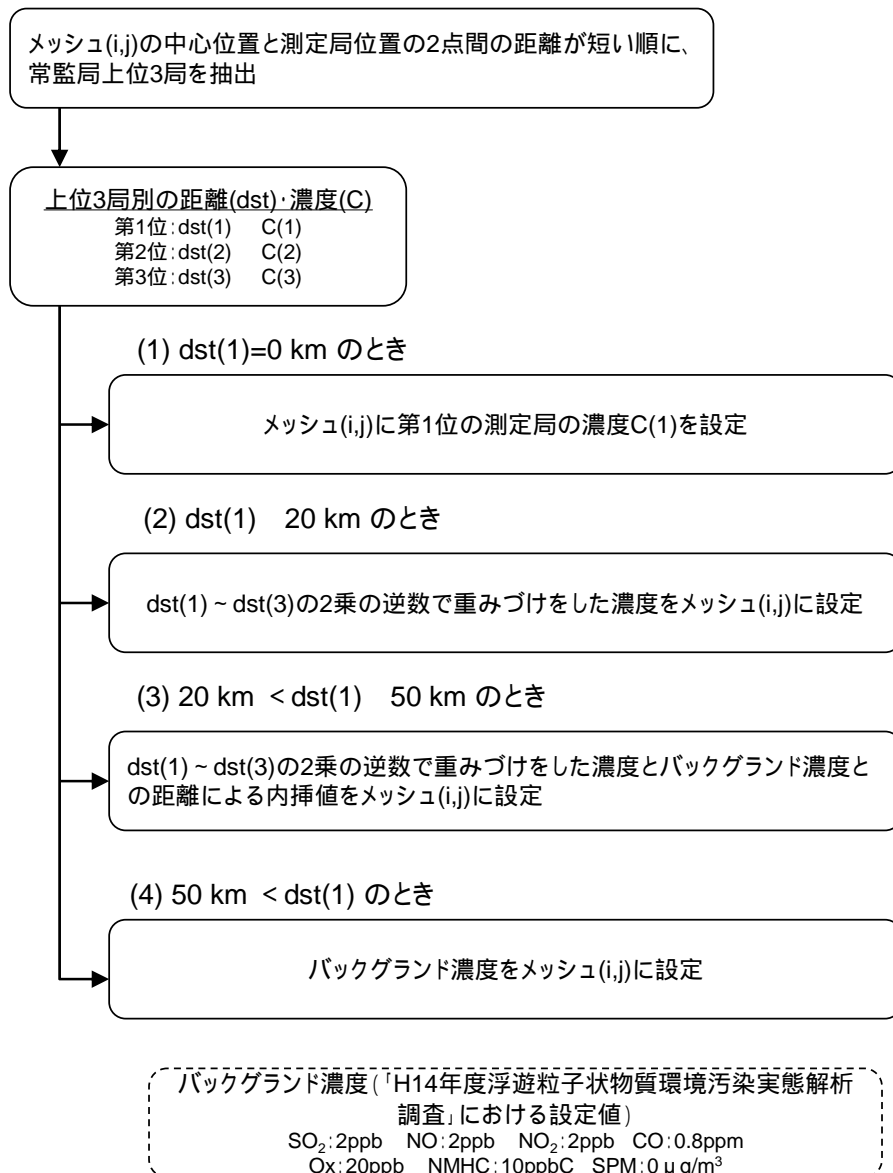 メッシュ(i,j)の中心位置と測定局位置の2点間の距離が短い順に、
常監局上位3局を抽出
上位3局別の距離(dst)・濃度(C)
第1位:dst(1) C(1)
第2位:dst(2) C(2)
第3位:dst(3) C(3)
(1) dst(1)=0 km のとき
メッシュ(i,j)に第1位の測定局の濃度C(1)を設定
(2) dst(1) 20 km のとき
dst(1) ~ dst(3)の2乗の逆数で重みづけをした濃度をメッシュ(i,j)に設定
(3) 20 km < dst(1) 50 km のとき
dst(1) ~ dst(3)の2乗の逆数で重みづけをした濃度とバックグランド濃度と
の距離による内挿値をメッシュ(i,j)に設定
(4) 50 km < dst(1) のとき
バックグランド濃度をメッシュ(i,j)に設定
バックグランド濃度(「H14年度浮遊粒子状物質環境汚染実態解析
調査」における設定値)
SO₂:2ppb NO:2ppb NO₂:2ppb CO:0.8ppm
Ox:20ppb NMHC:10ppbC SPM:0μg/m³